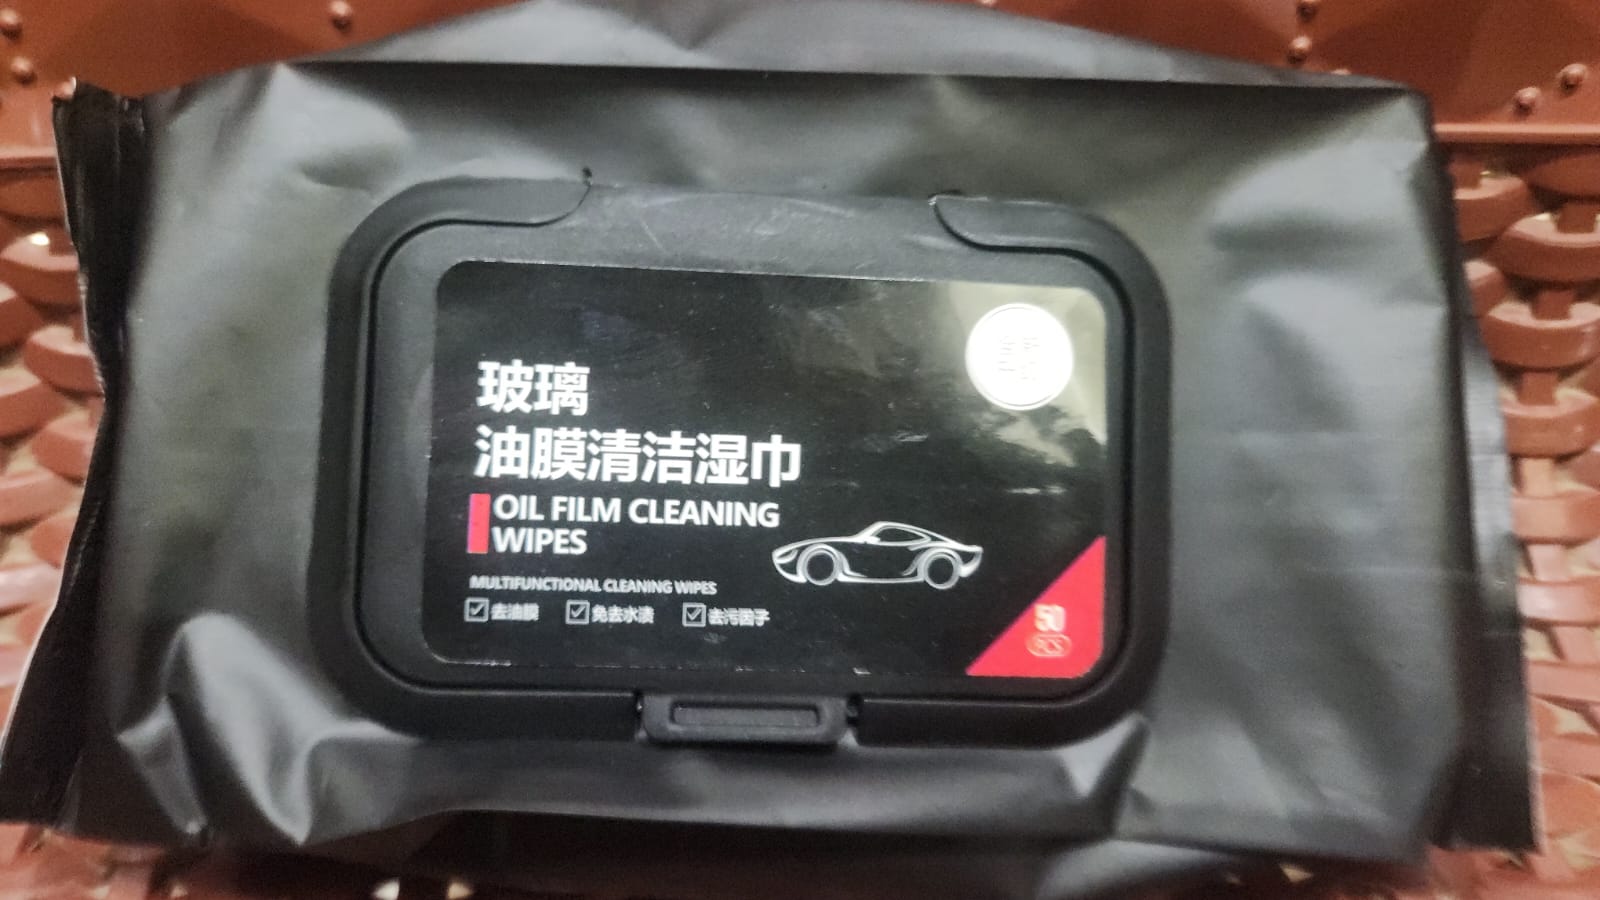 玻璃
油膜清洁湿巾
OIL FILM CLEANING
WIPES
MULTIFUNCTIONAL CLEANING WIPES
去油膜 免去水渍 去污因子
50
PCS